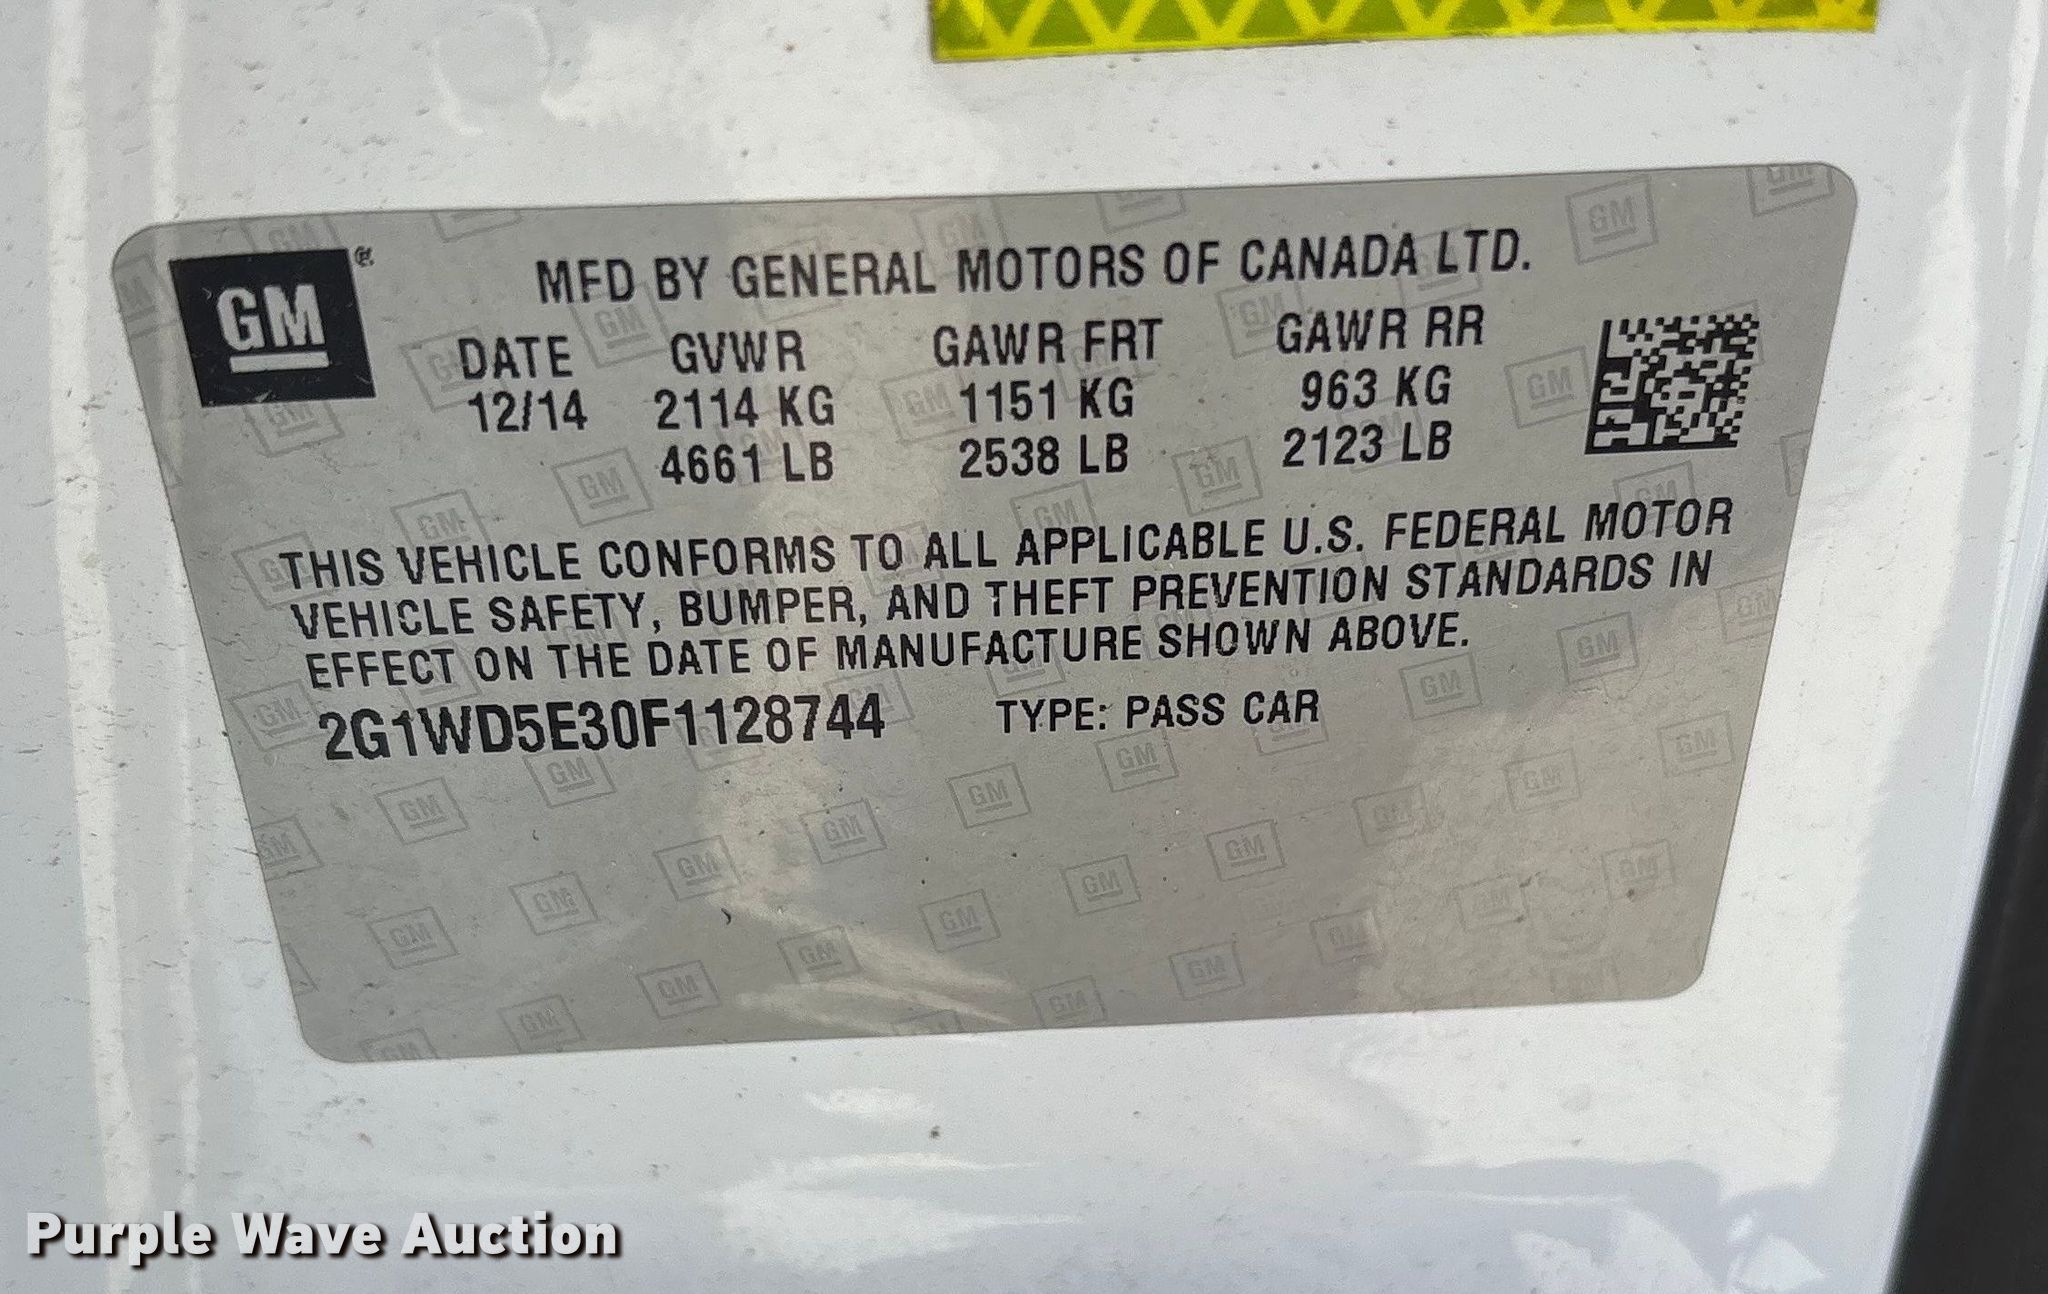 GM
MFD BY GENERAL MOTORS OF CANADA LTD.
DATE GVWR GAWR FRT GAWR RR
12/14 2114 KG 1151 KG 963 KG
4661 LB 2538 LB 2123 LB
THIS VEHICLE CONFORMS TO ALL APPLICABLE U.S. FEDERAL MOTOR
VEHICLE SAFETY, BUMPER, AND THEFT PREVENTION STANDARDS IN
EFFECT ON THE DATE OF MANUFACTURE SHOWN ABOVE.
2G1WD5E30F1128744 TYPE: PASS CAR
Purple Wave Auction